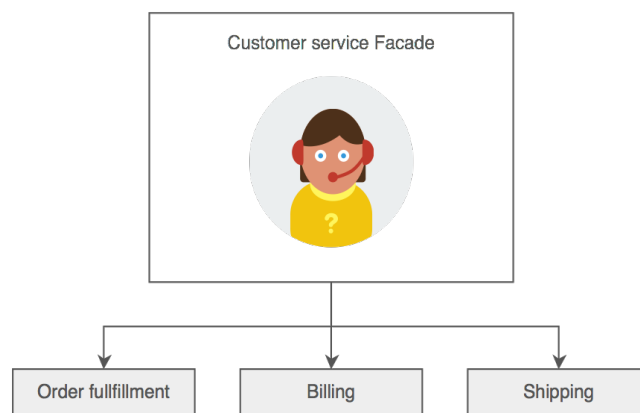 Customer service Facade
?
Order fullfillment
Billing
Shipping